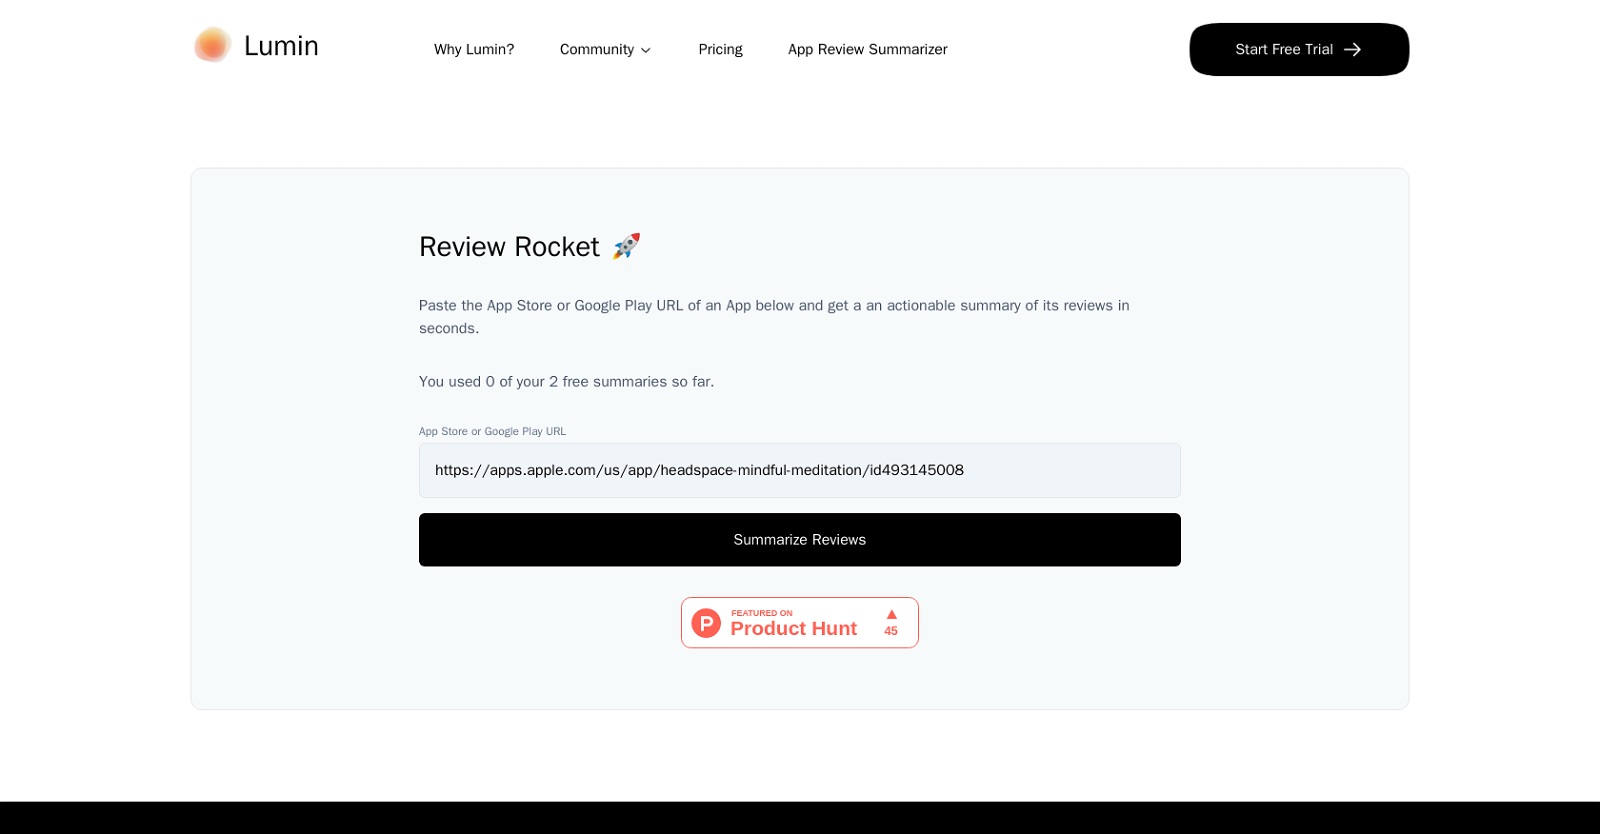 Lumin
Why Lumin?
Community
Pricing
App Review Summarizer
Start Free Trial
Review Rocket 🚀
Paste the App Store or Google Play URL of an App below and get a an actionable summary of its reviews in
seconds.
You used 0 of your 2 free summaries so far.
App Store or Google Play URL
https://apps.apple.com/us/app/headspace-mindful-meditation/id493145008
Summarize Reviews
P
FEATURED ON
Product Hunt
45